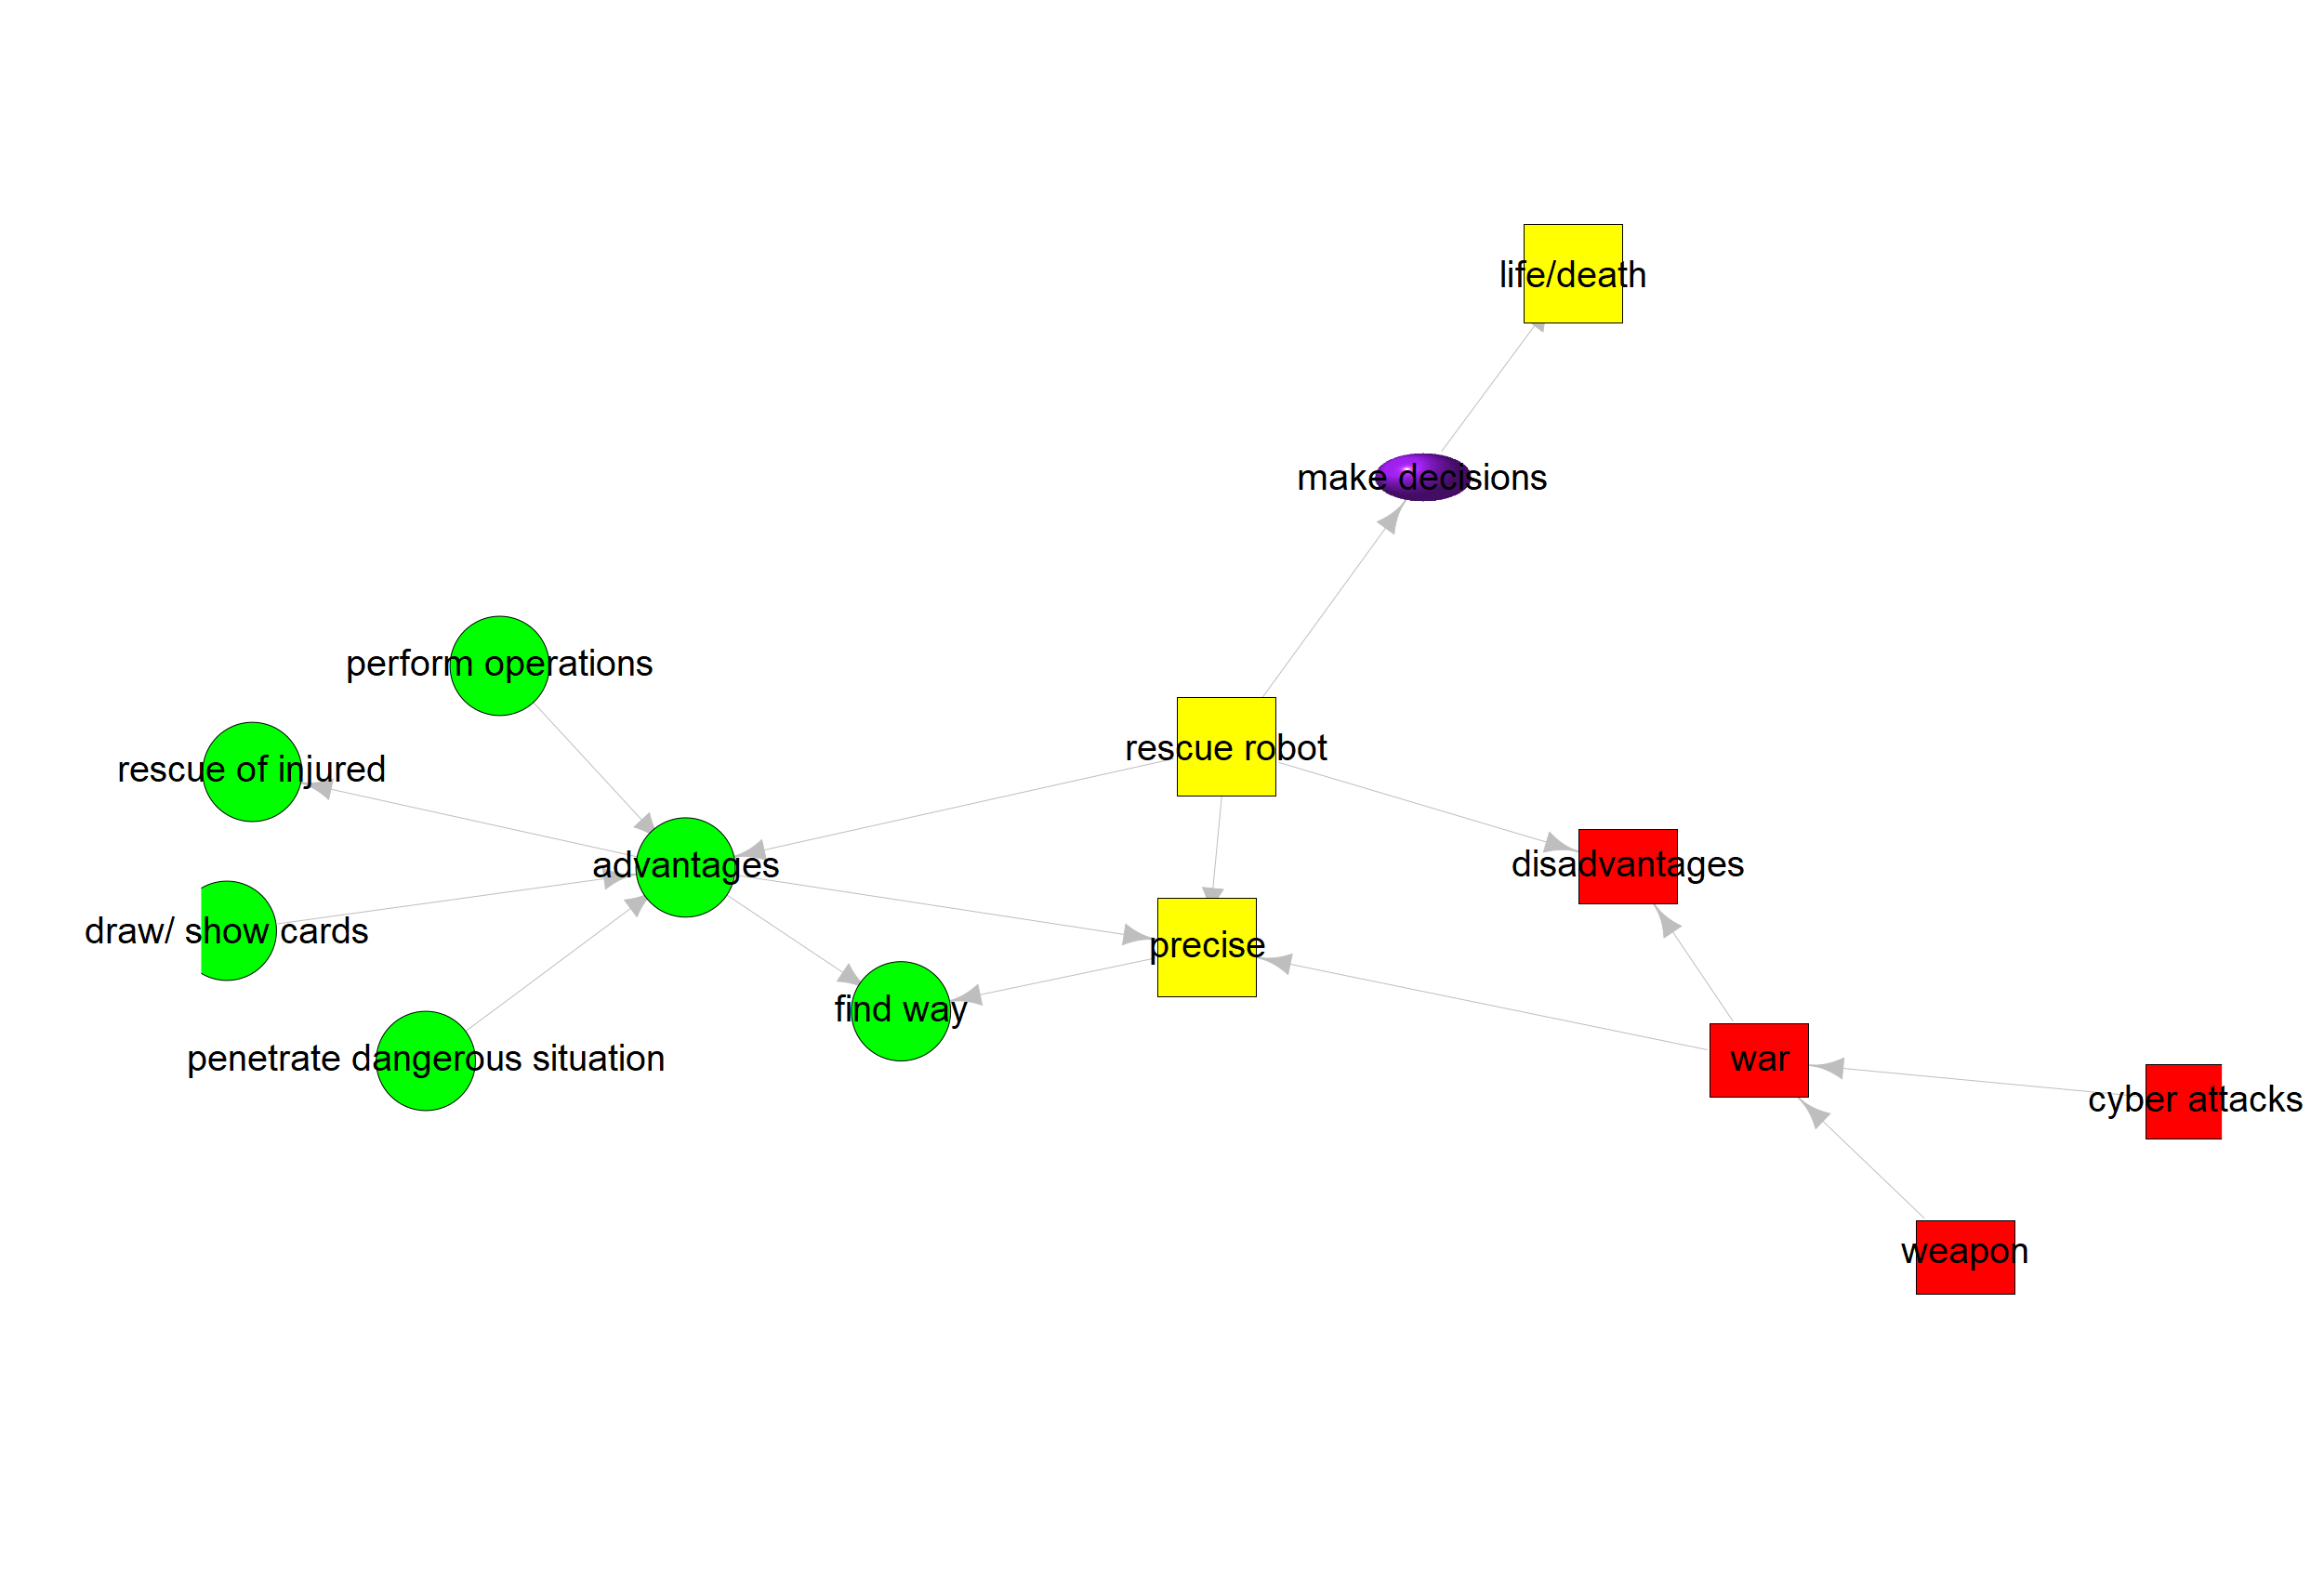 life/death
make decisions
perform operations
rescue robot
rescue of injured
advantages
disadvantages
draw/ show cards
precise
find way
penetrate dangerous situation
war
cyber attacks
weapon